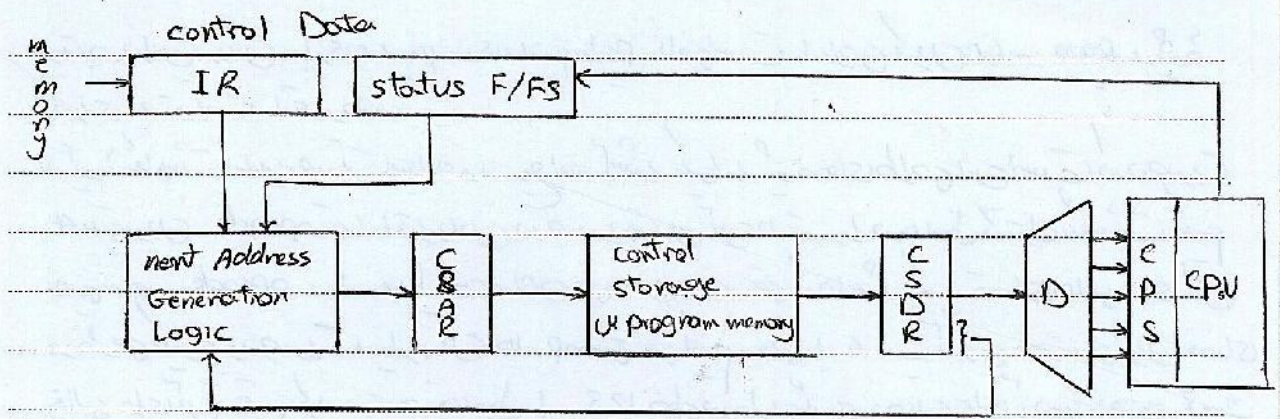 control Data
memory
IR
status F/Fs
next Address
Generation
Logic
CSAR
control
storage
μ program memory
CSDR
D
CPS
CPU